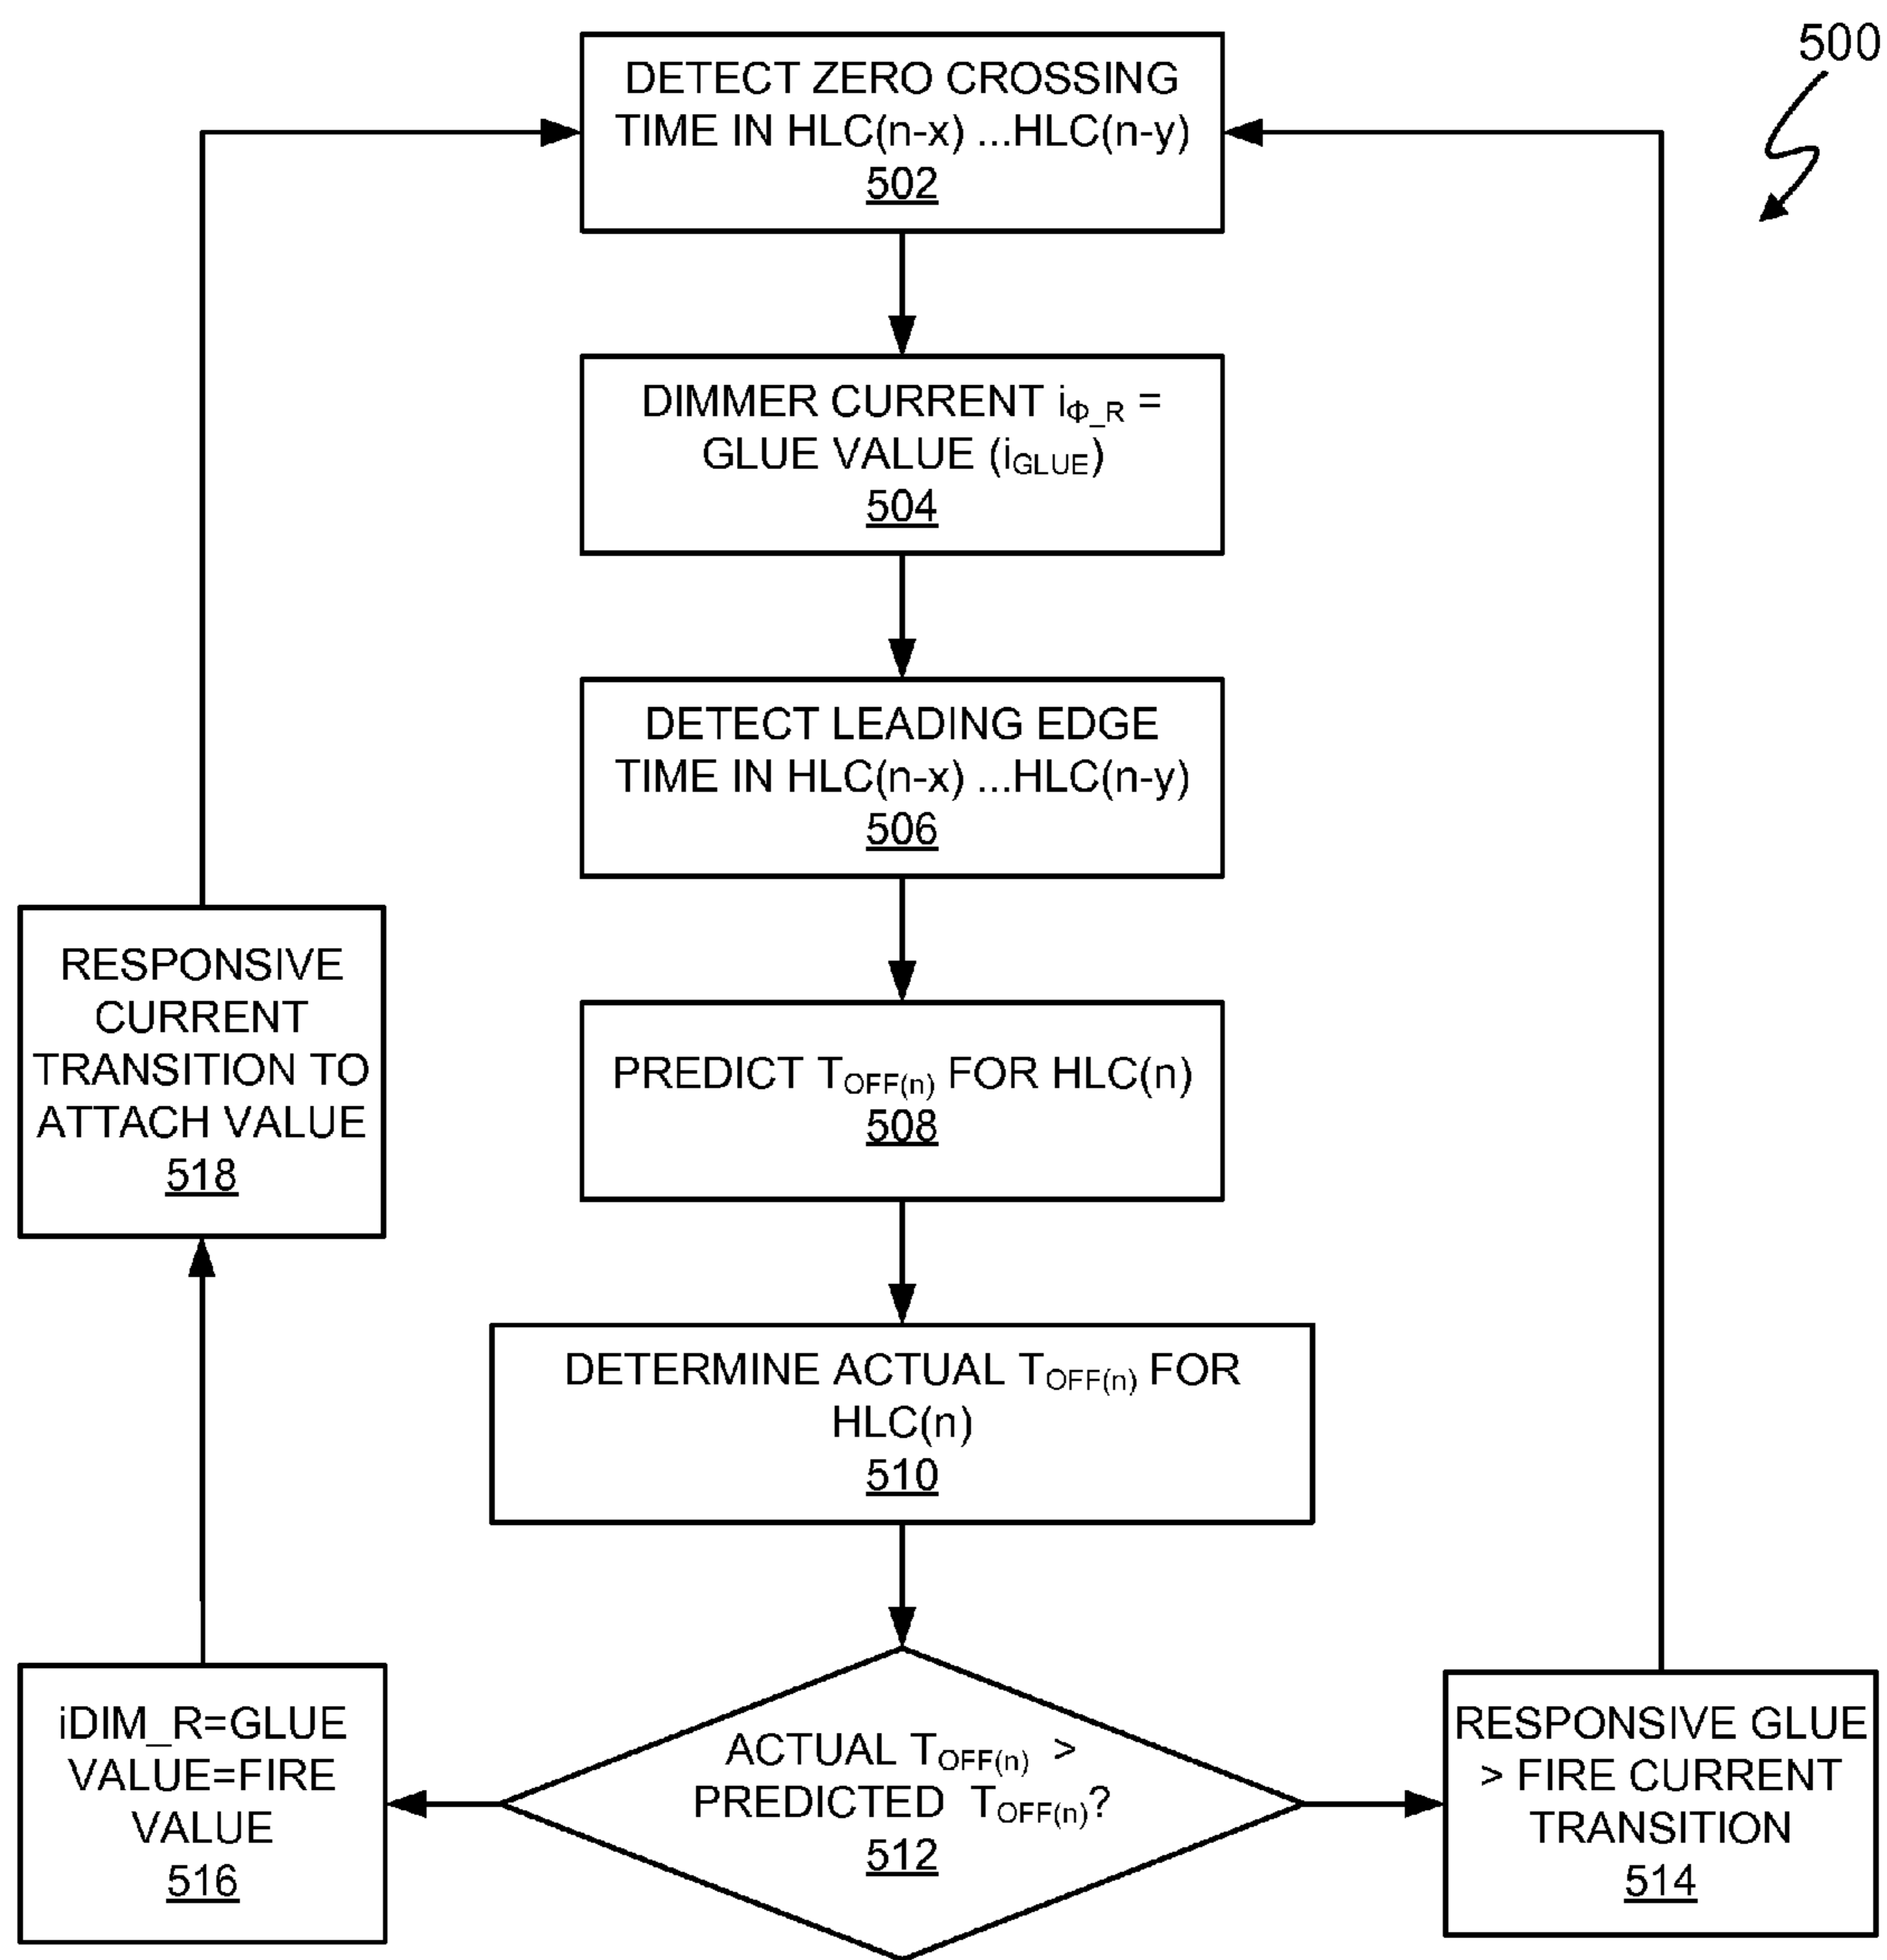 500
DETECT ZERO CROSSING
TIME IN HLC(n-x) ...HLC(n-y)
502
DIMMER CURRENT iΦ_R =
GLUE VALUE (iGLUE)
504
DETECT LEADING EDGE
TIME IN HLC(n-x) ...HLC(n-y)
506
PREDICT TOFF(n) FOR HLC(n)
508
DETERMINE ACTUAL TOFF(n) FOR
HLC(n)
510
ACTUAL TOFF(n) >
PREDICTED TOFF(n)?
512
RESPONSIVE GLUE
> FIRE CURRENT
TRANSITION
514
iDIM_R=GLUE
VALUE=FIRE
VALUE
516
RESPONSIVE
CURRENT
TRANSITION TO
ATTACH VALUE
518